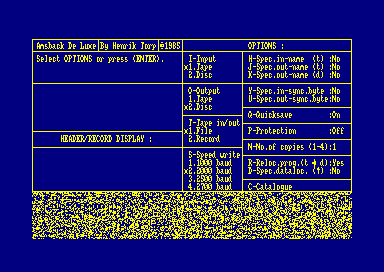 Amsback De Luxe By Henrik Torp ©1985
OPTIONS :
Select OPTIONS or press (ENTER).
HEADER/RECORD DISPLAY :
I-Input
x1.Tape
2.Disc
O-Output
1.Tape
x2.Disc
T-Tape in/out
x1.File
2.Record
S-Speed write
1.1000 baud
x2.2000 baud
3.2500 baud
4.2700 baud
H-Spec.in-name (t) :No
J-Spec.out-name (t) :No
K-Spec.out-name (d) :No
Y-Spec.in-sync.byte :No
U-Spec.out-sync.byte:No
Q-Quicksave :On
P-Protection :Off
N-No.of copies (1-4):1
R-Reloc.prog.(t → d):Yes
D-Spec.dataloc. (↑) :No
C-Catalogue